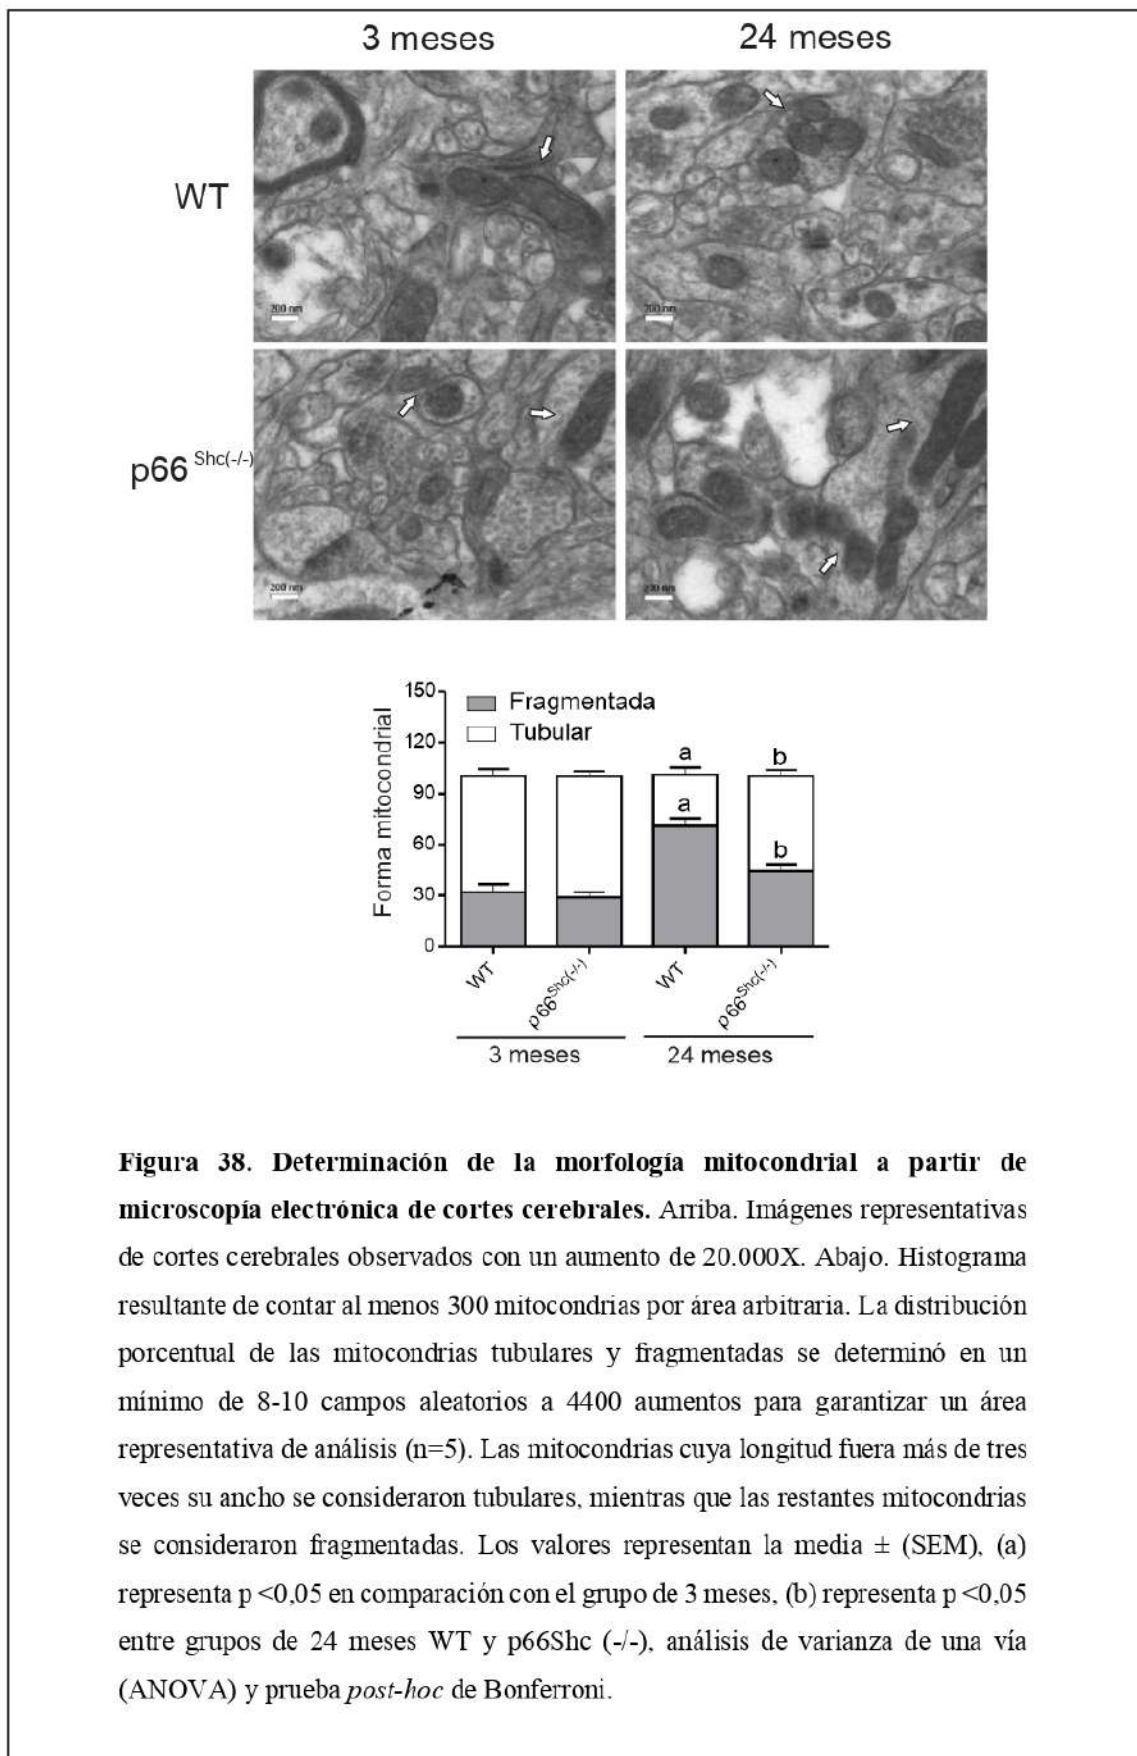 3 meses
24 meses
WT
p66 Shc(-/-)
200 nm
200 nm
200 nm
200 nm
150
120
90
60
30
0
Forma mitocondrial
Fragmentada
Tubular
a
a
b
b
WT
p66Shc(-/-)
WT
p66Shc(-/-)
3 meses
24 meses
Figura 38. Determinación de la morfología mitocondrial a partir de
microscopía electrónica de cortes cerebrales. Arriba. Imágenes representativas
de cortes cerebrales observados con un aumento de 20.000X. Abajo. Histograma
resultante de contar al menos 300 mitocondrias por área arbitraria. La distribución
porcentual de las mitocondrias tubulares y fragmentadas se determinó en un
mínimo de 8-10 campos aleatorios a 4400 aumentos para garantizar un área
representativa de análisis (n=5). Las mitocondrias cuya longitud fuera más de tres
veces su ancho se consideraron tubulares, mientras que las restantes mitocondrias
se consideraron fragmentadas. Los valores representan la media ± (SEM), (a)
representa p <0,05 en comparación con el grupo de 3 meses, (b) representa p <0,05
entre grupos de 24 meses WT y p66Shc (-/-), análisis de varianza de una vía
(ANOVA) y prueba post-hoc de Bonferroni.